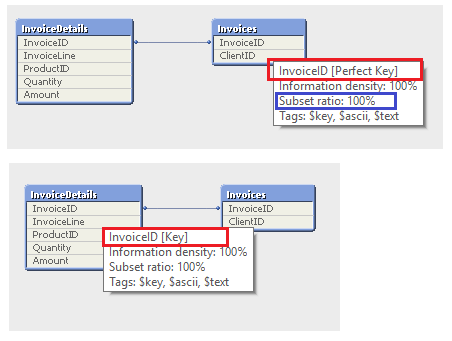 InvoiceDetails
InvoiceID
InvoiceLine
ProductID
Quantity
Amount
Invoices
InvoiceID
ClientID
InvoiceID [Perfect Key]
Information density: 100%
Subset ratio: 100%
Tags: $key, $ascii, $text
InvoiceDetails
InvoiceID
InvoiceLine
ProductID
Quantity
Amount
Invoices
InvoiceID
ClientID
InvoiceID [Key]
Information density: 100%
Subset ratio: 100%
Tags: $key, $ascii, $text